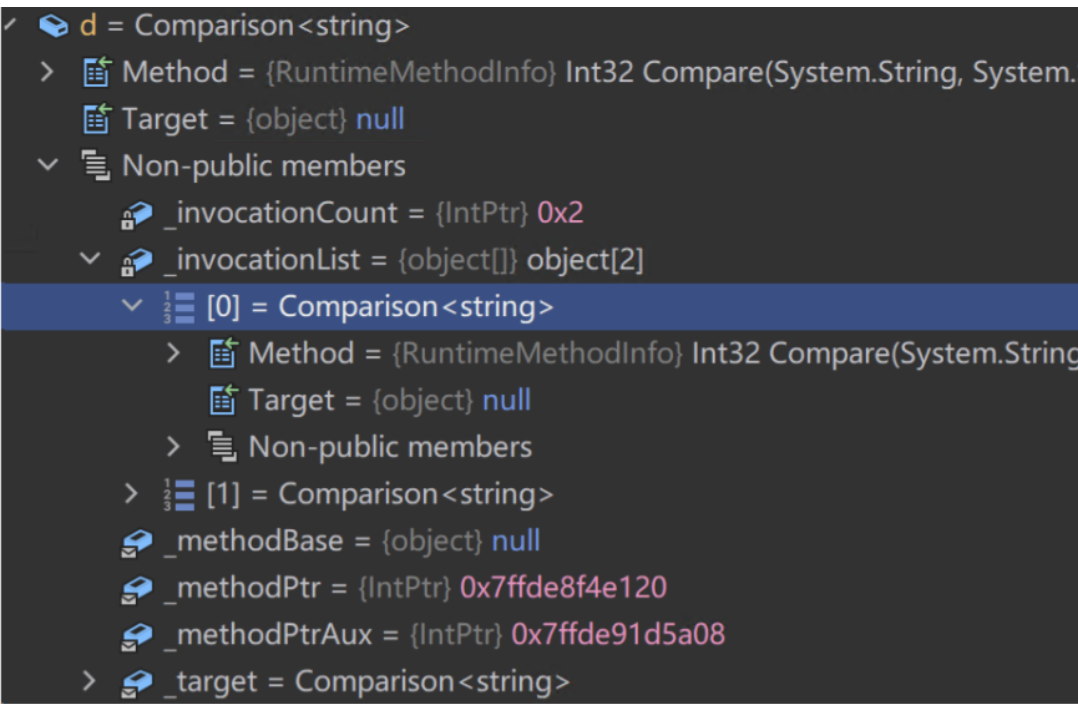 d = Comparison<string>
Method = {RuntimeMethodInfo} Int32 Compare(System.String, System.
Target = {object} null
Non-public members
_invocationCount = {IntPtr} 0x2
_invocationList = {object[]} object[2]
[0] = Comparison<string>
Method = {RuntimeMethodInfo} Int32 Compare(System.String
Target = {object} null
Non-public members
[1] = Comparison<string>
_methodBase = {object} null
_methodPtr = {IntPtr} 0x7ffde8f4e120
_methodPtrAux = {IntPtr} 0x7ffde91d5a08
_target = Comparison<string>